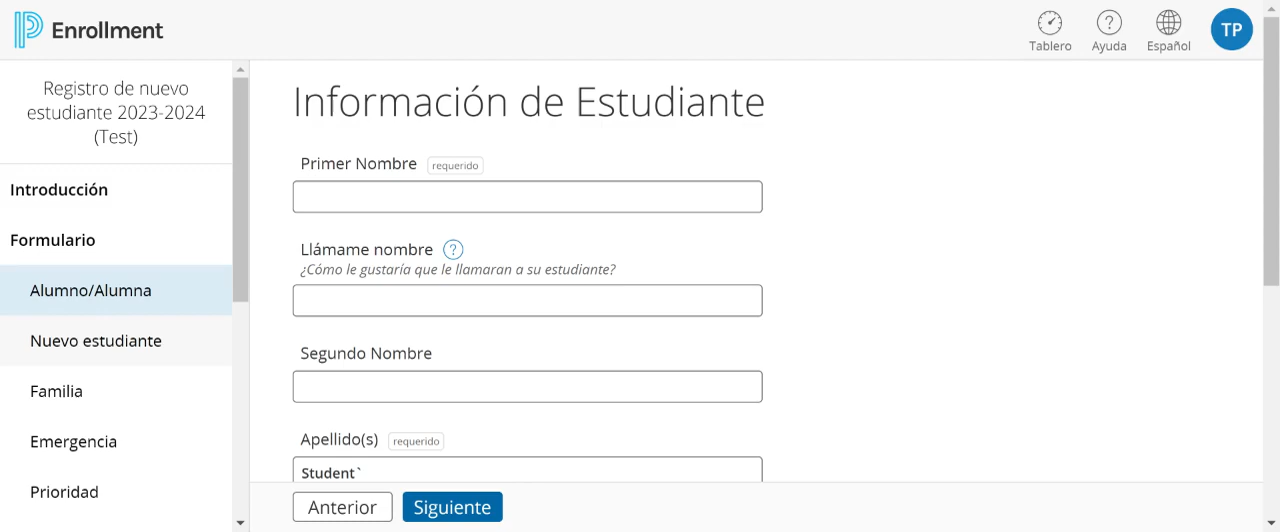 Enrollment
Tablero
Ayuda
Español
TP
Registro de nuevo
estudiante 2023-2024
(Test)
Introducción
Formulario
Alumno/Alumna
Nuevo estudiante
Familia
Emergencia
Prioridad
Información de Estudiante
Primer Nombre requerido
Llámame nombre ?
¿Cómo le gustaría que le llamaran a su estudiante?
Segundo Nombre
Apellido(s) requerido
Student`
Anterior
Siguiente